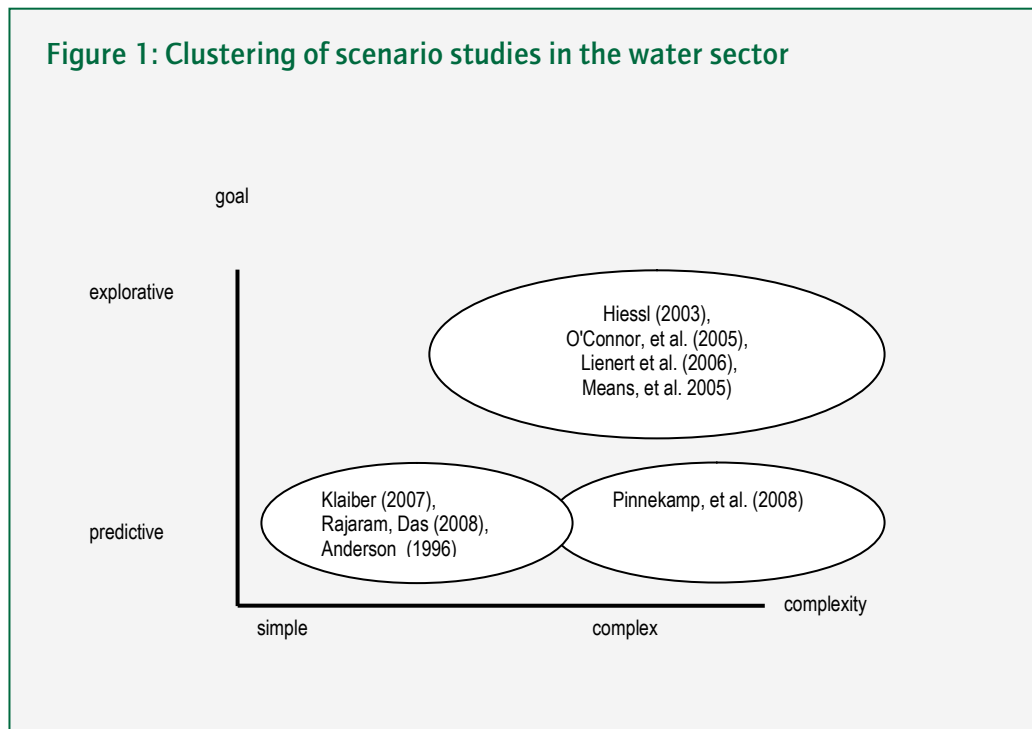 Figure 1: Clustering of scenario studies in the water sector
goal
explorative
Hiessl (2003),
O'Connor, et al. (2005),
Lienert et al. (2006),
Means, et al. 2005)
Klaiber (2007),
Rajaram, Das (2008),
Anderson (1996)
Pinnekamp, et al. (2008)
predictive
complexity
simple
complex